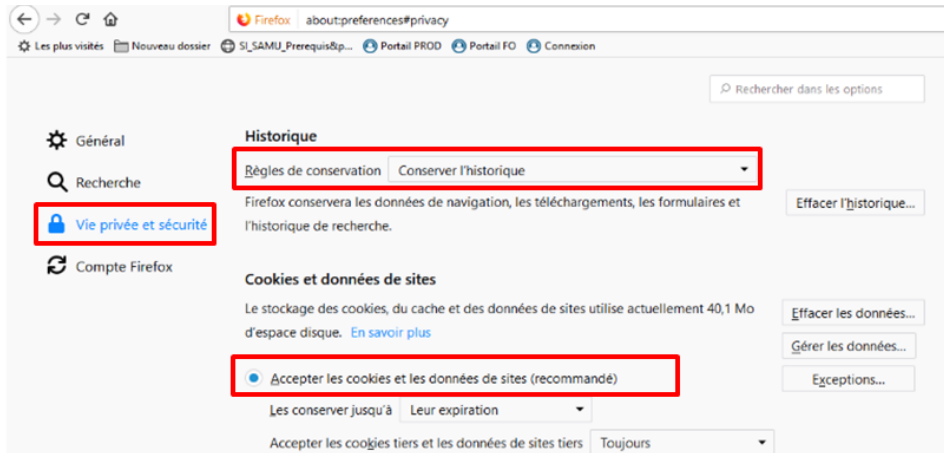 Firefox about:preferences#privacy
Les plus visités Nouveau dossier SI_SAMU_Prerequis&p... Portail PROD Portail FO Connexion
Rechercher dans les options
Général
Recherche
Vie privée et sécurité
Compte Firefox
Historique
Règles de conservation Conserver l'historique
Firefox conservera les données de navigation, les téléchargements, les formulaires et
l'historique de recherche.
Effacer l'historique...
Cookies et données de sites
Le stockage des cookies, du cache et des données de sites utilise actuellement 40,1 Mo
d'espace disque. En savoir plus
Effacer les données...
Gérer les données...
Exceptions...
Accepter les cookies et les données de sites (recommandé)
Les conserver jusqu'à Leur expiration
Accepter les cookies tiers et les données de sites tiers Toujours